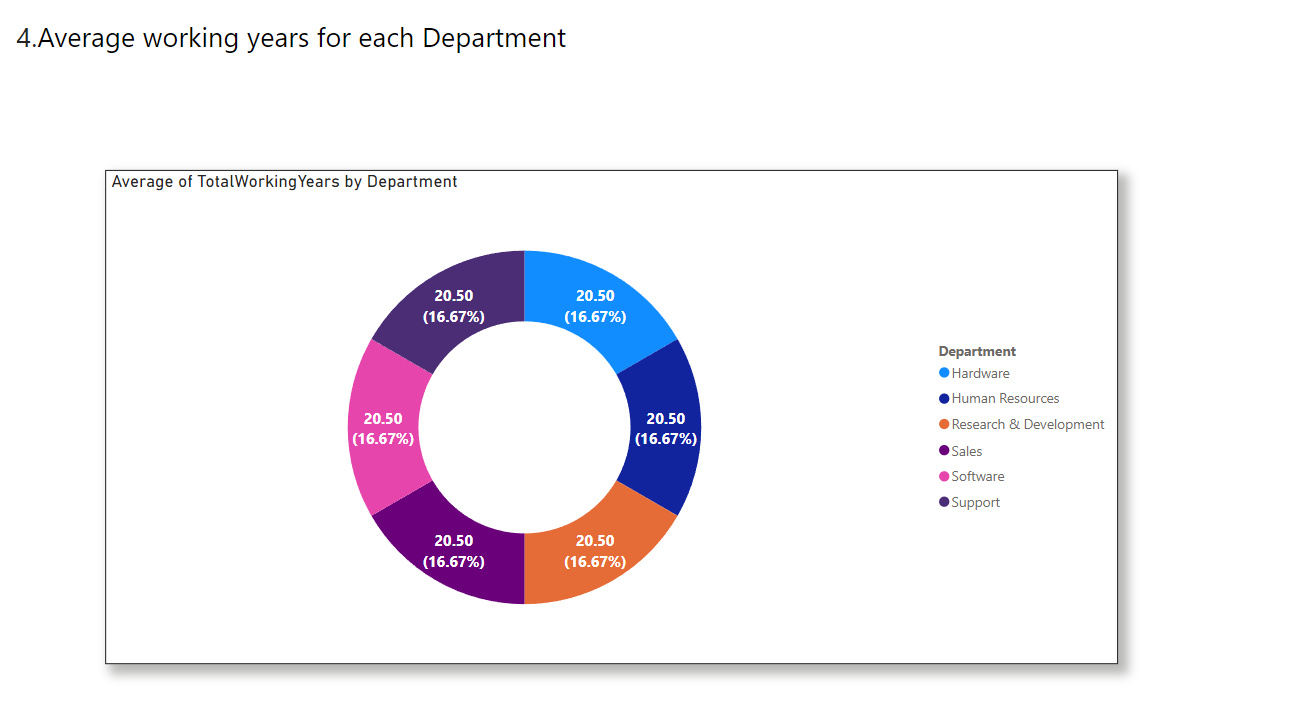 4.Average working years for each Department
Average of TotalWorkingYears by Department
20.50
(16.67%)
20.50
(16.67%)
20.50
(16.67%)
20.50
(16.67%)
20.50
(16.67%)
20.50
(16.67%)
Department
Hardware
Human Resources
Research & Development
Sales
Software
Support